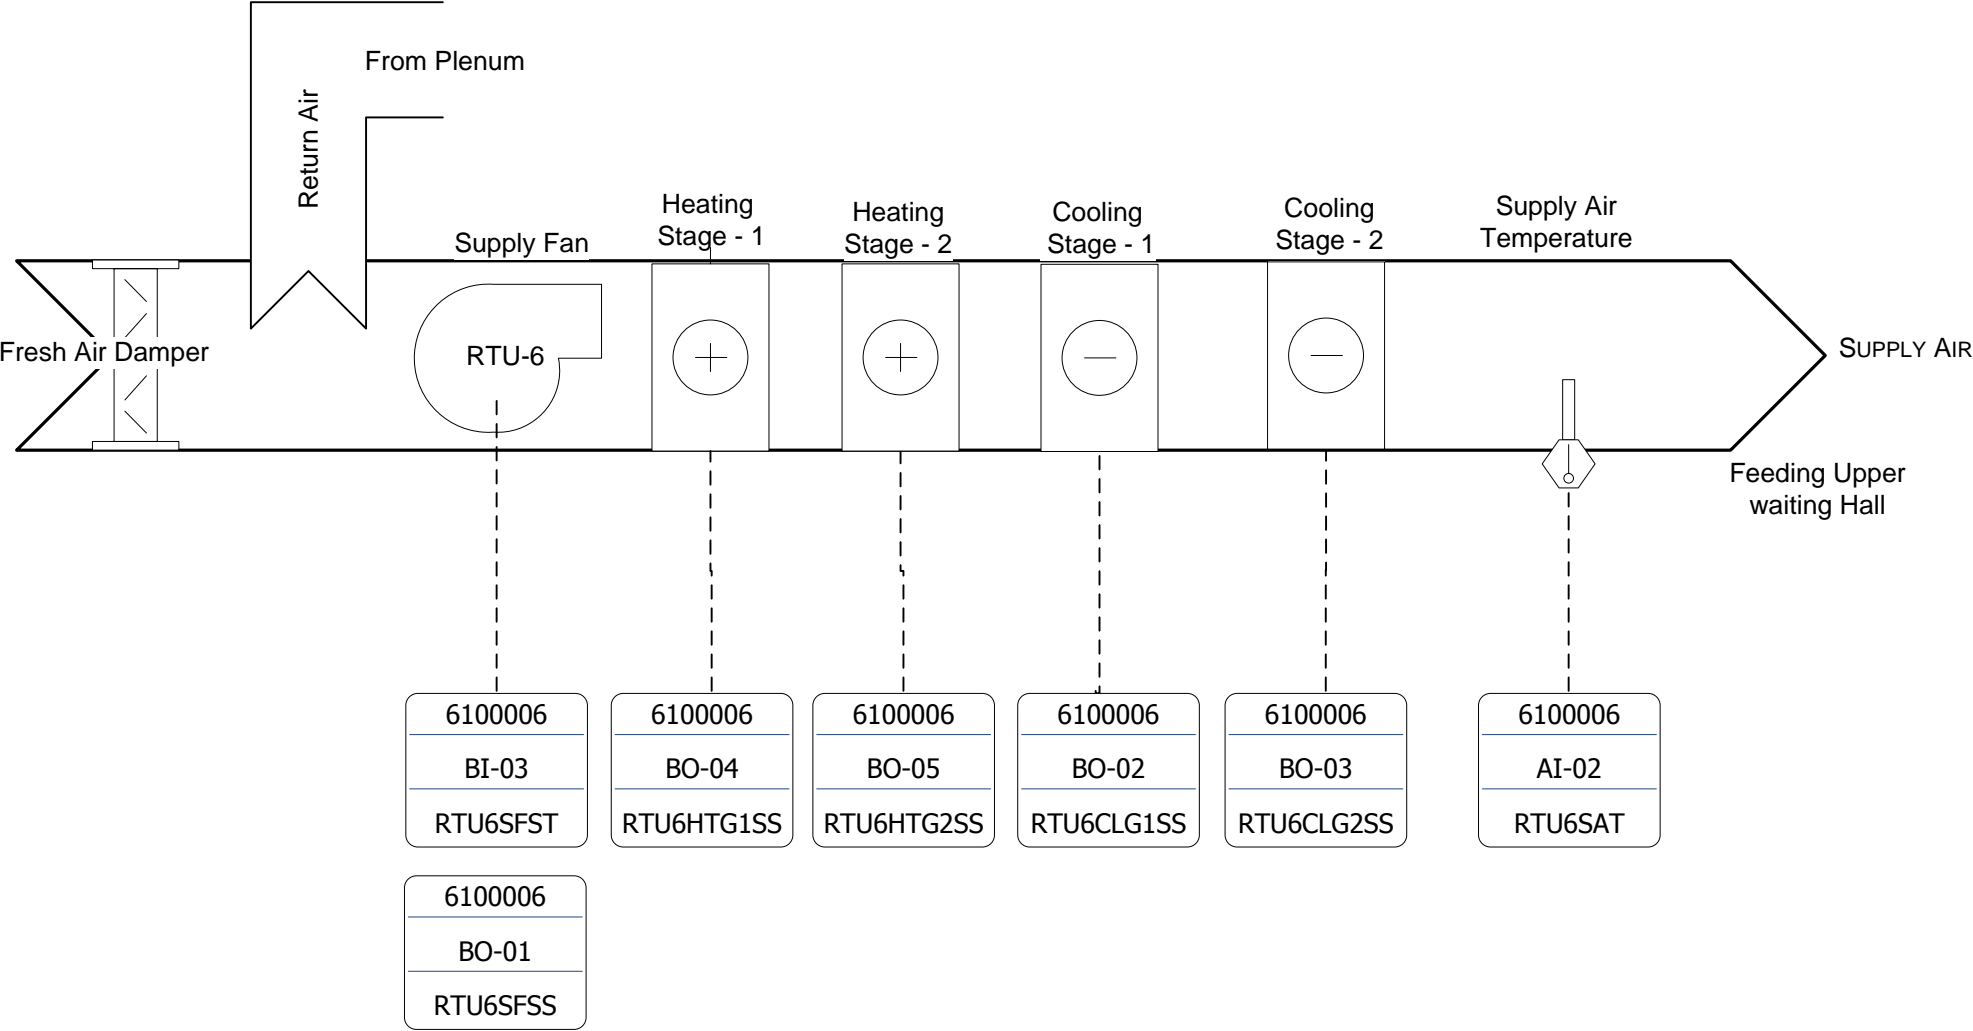 From Plenum
Return Air
Supply Fan
Heating
Stage - 1
Heating
Stage - 2
Cooling
Stage - 1
Cooling
Stage - 2
Supply Air
Temperature
Fresh Air Damper
RTU-6
SUPPLY AIR
Feeding Upper
waiting Hall
6100006
BI-03
RTU6SFST
6100006
BO-04
RTU6HTG1SS
6100006
BO-05
RTU6HTG2SS
6100006
BO-02
RTU6CLG1SS
6100006
BO-03
RTU6CLG2SS
6100006
AI-02
RTU6SAT
6100006
BO-01
RTU6SFSS